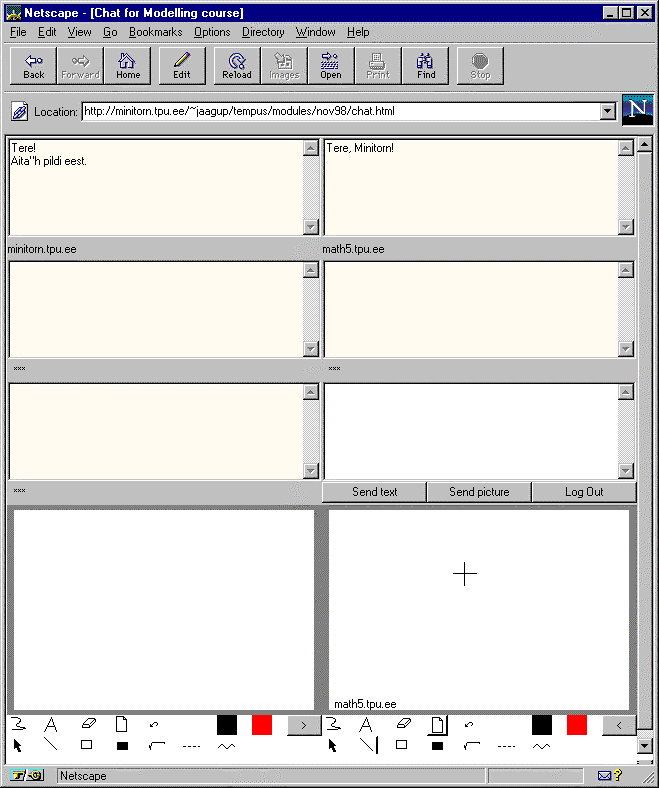 Netscape - [Chat for Modelling course]
File Edit View Go Bookmarks Options Directory Window Help
Back Forward Home Edit Reload Images Open Print Find Stop
Location: http://minitorn.tpu.ee/~jaagup/tempus/modules/nov98/chat.html
N
Tere!
Aita"h pildi eest.
Tere, Minitorn!
minitorn.tpu.ee
math5.tpu.ee
***
***
***
Send text
Send picture
Log Out
math5.tpu.ee
A
>
A
<
Netscape
?